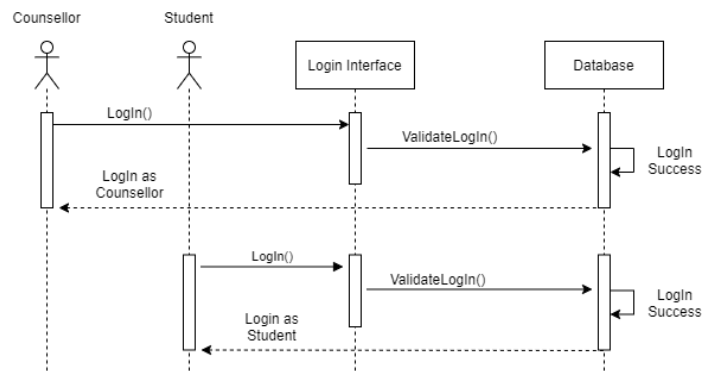 Counsellor
Student
Login Interface
Database
LogIn()
ValidateLogIn()
LogIn
Success
LogIn as
Counsellor
LogIn()
ValidateLogIn()
LogIn
Success
Login as
Student